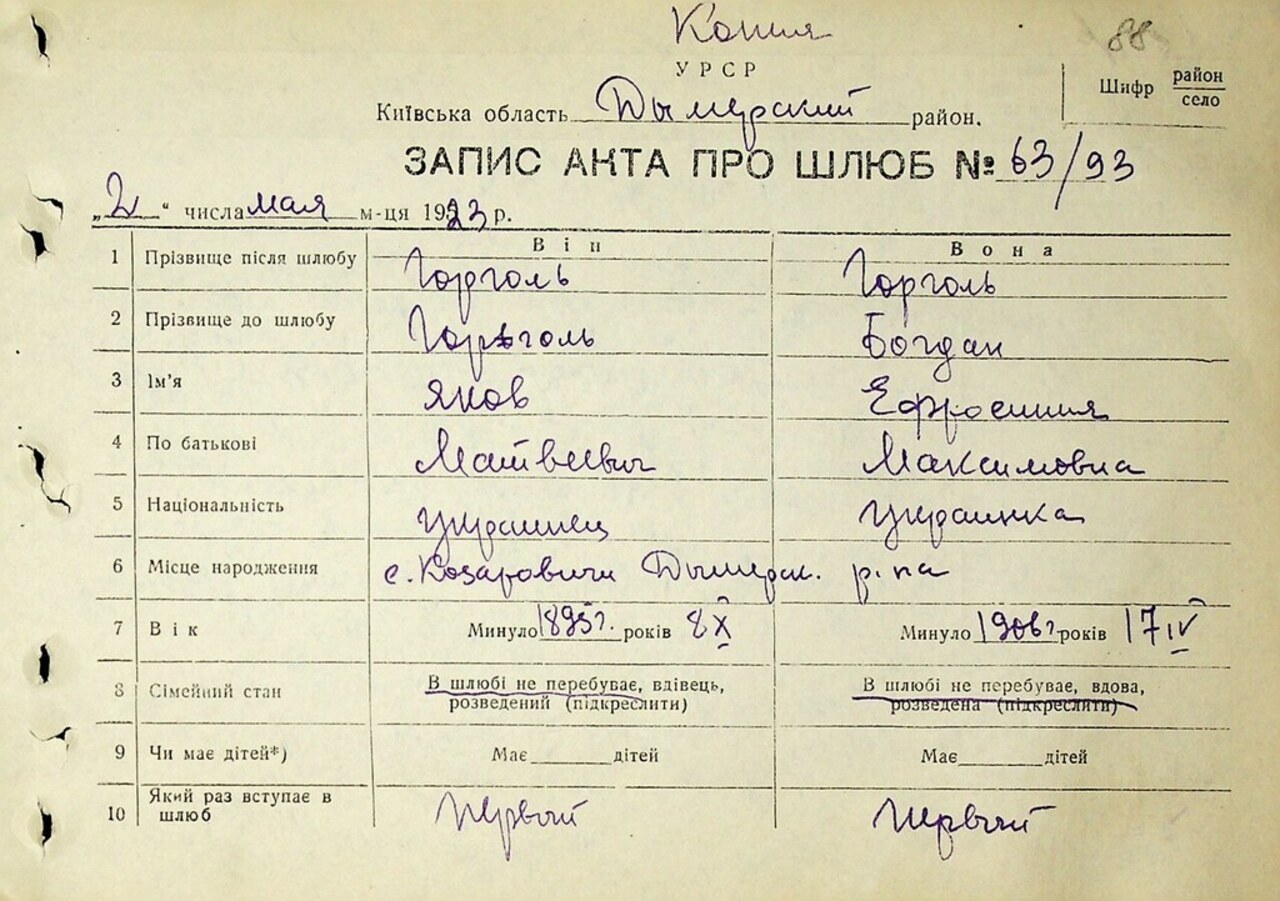 Копия
88
УРСР
Шифр район
село
Київська область Дымерский район.
ЗАПИС АКТА ПРО ШЛЮБ № 63/93
„2“ числа мая м-ця 1923 р.
Він Вона
1 Прізвище після шлюбу Горголь Горголь
2 Прізвище до шлюбу Горголь Богдан
3 Ім'я Яков Ефросиния
4 По батькові Матвеевич Максимовна
5 Національність украинец украинка
6 Місце народження с. Козаровичи Дымерск. р.на
7 Вік Минуло 1895г. років 8 X Минуло 1906г. років 17 IV
8 Сімейний стан В шлюбі не перебуває, вдівець, В шлюбі не перебуває, вдова,
розведений (підкреслити) розведена (підкреслити)
9 Чи має дітей*) Має дітей Має дітей
10 Який раз вступає в
шлюб первый первый